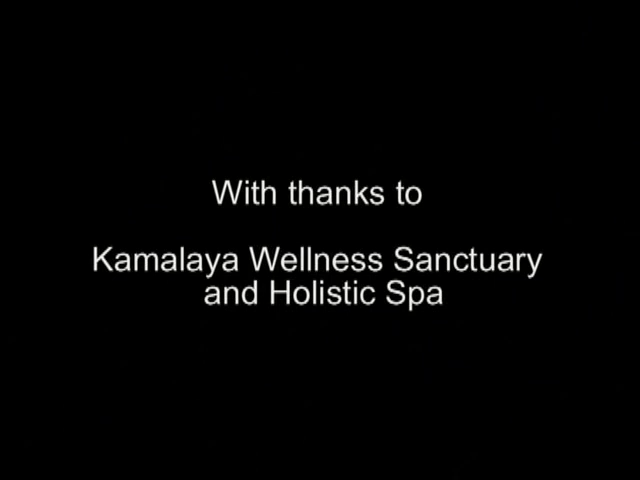 With thanks to
Kamalaya Wellness Sanctuary
and Holistic Spa